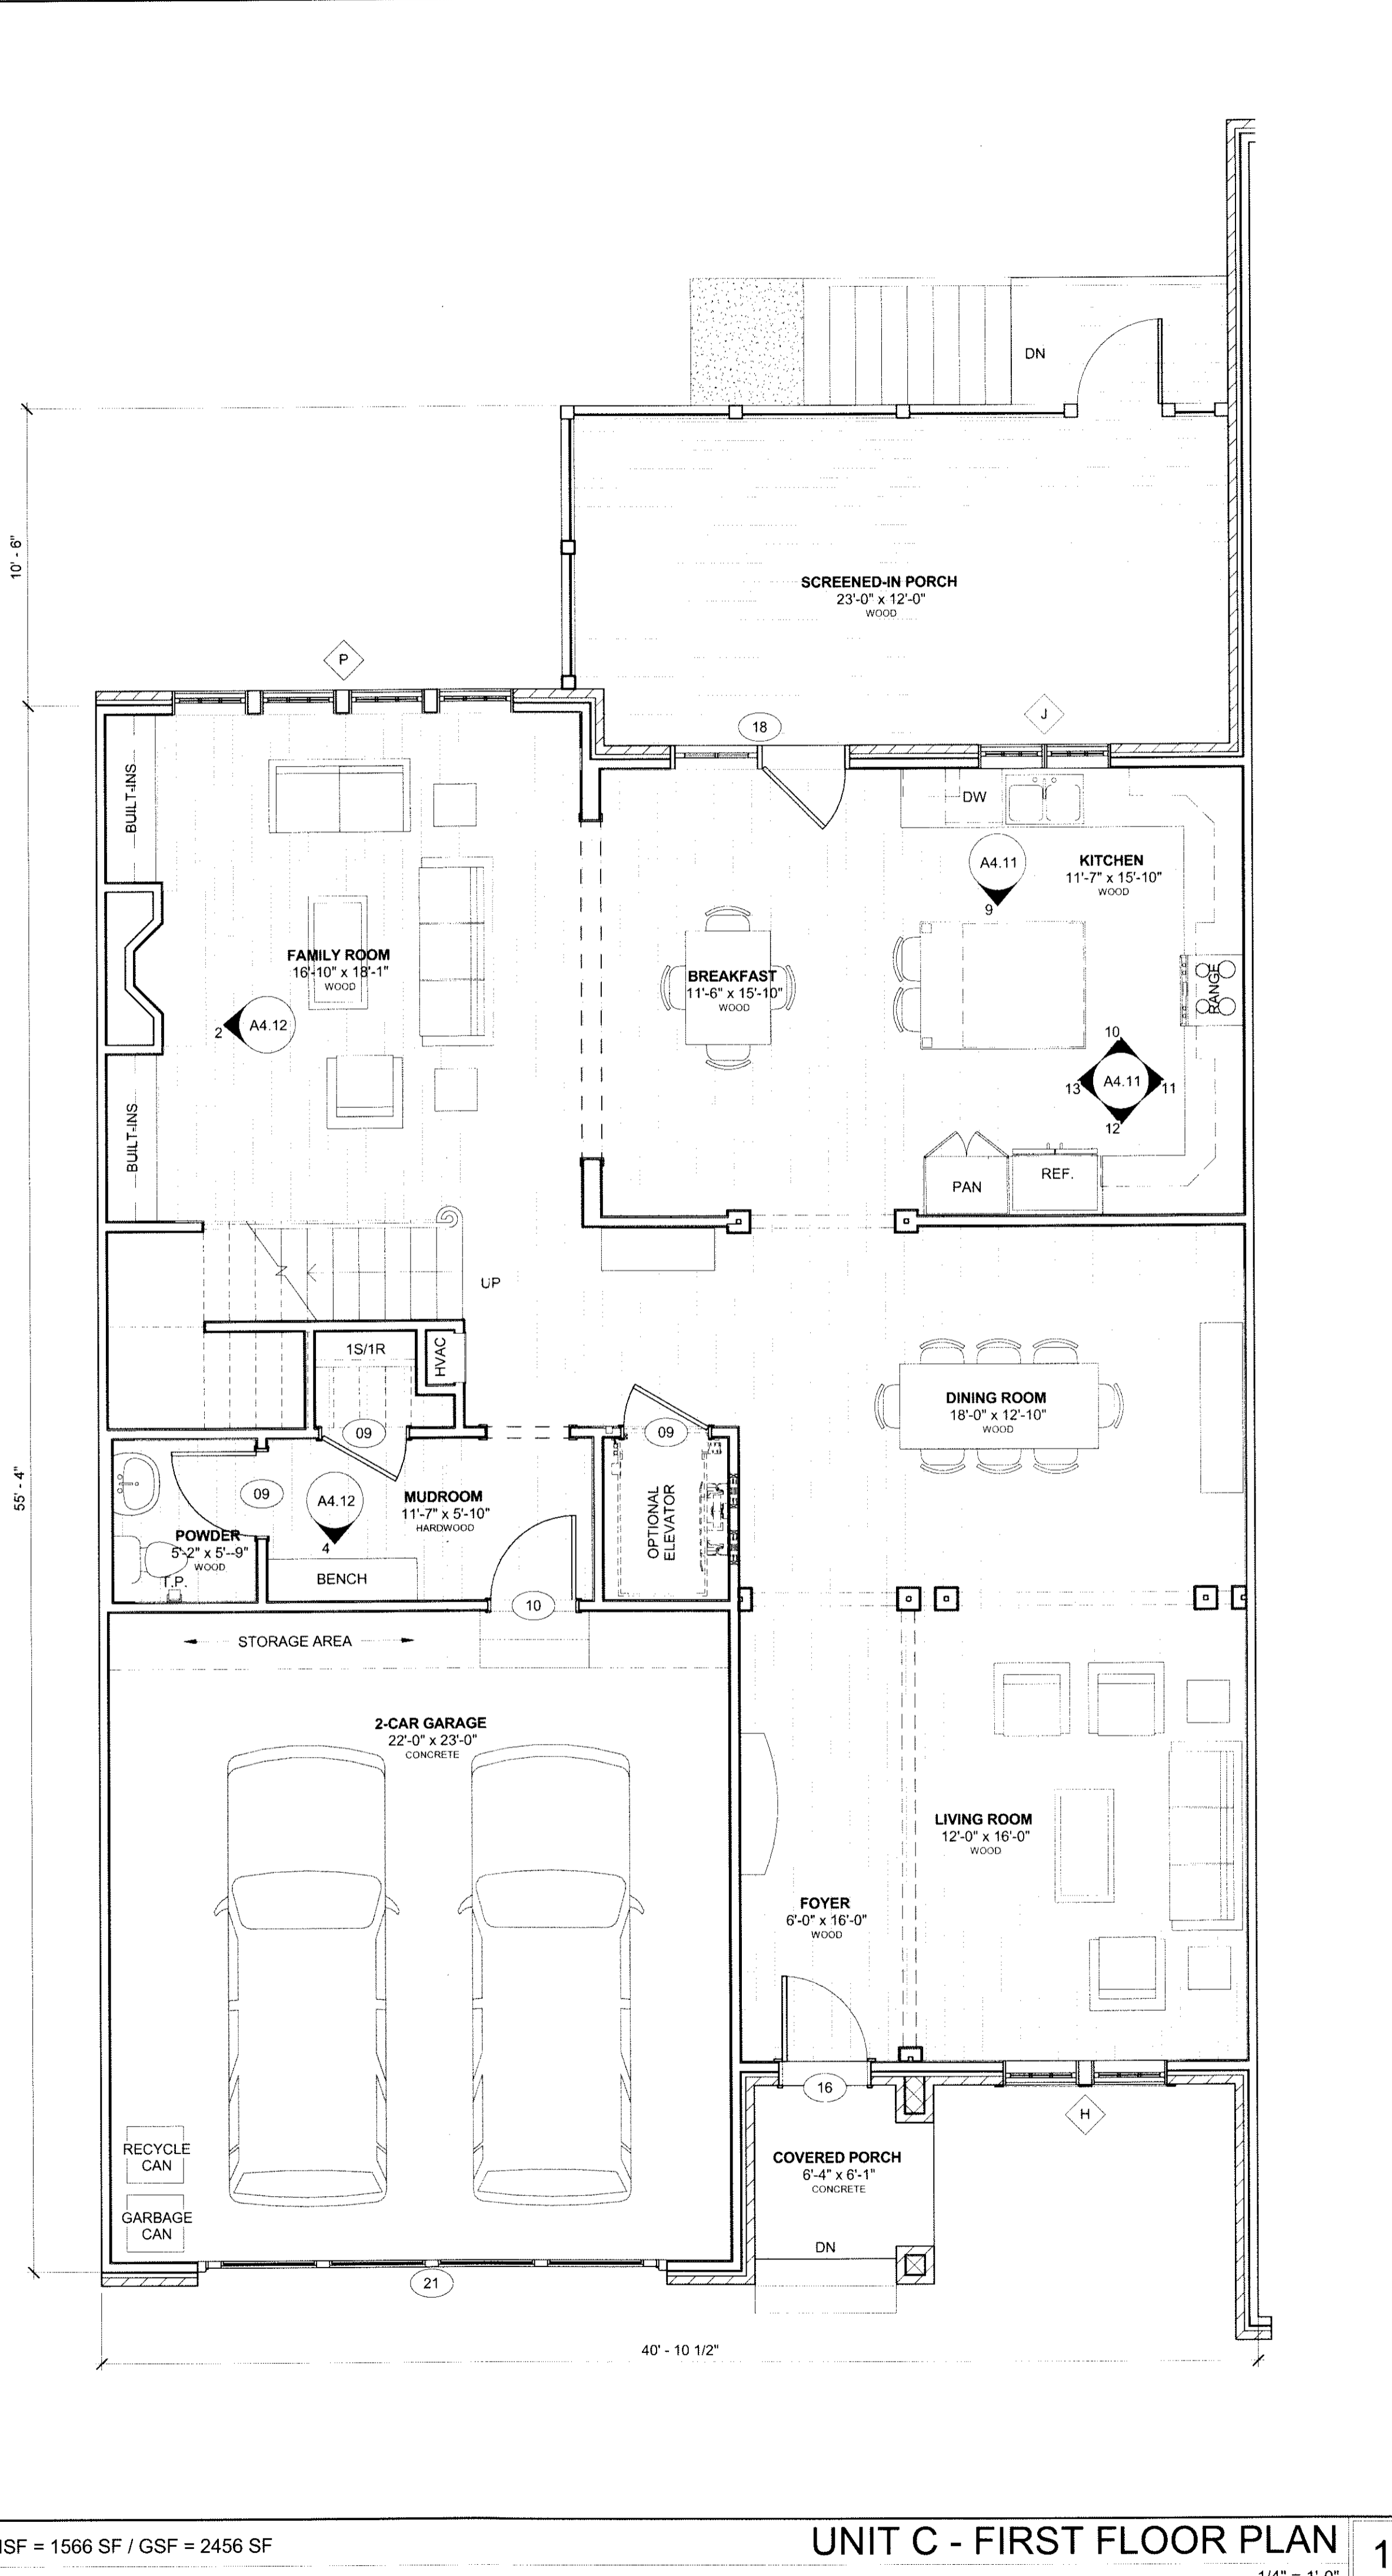 DN
10' - 6"
SCREENED-IN PORCH
23'-0" x 12'-0"
WOOD
P
J
18
BUILT-INS
DW
A4.11
9
KITCHEN
11'-7" x 15'-10"
WOOD
FAMILY ROOM
16'-10" x 18'-1"
WOOD
BREAKFAST
11'-6" x 15'-10"
WOOD
RANGE
2
A4.12
10
13
A4.11
11
12
BUILT-INS
PAN
REF.
UP
1S/1R
HVAC
DINING ROOM
18'-0" x 12'-10"
WOOD
09
09
55' - 4"
09
A4.12
4
MUDROOM
11'-7" x 5'-10"
HARDWOOD
OPTIONAL
ELEVATOR
POWDER
5'-2" x 5'--9"
WOOD
T.P.
BENCH
10
STORAGE AREA
2-CAR GARAGE
22'-0" x 23'-0"
CONCRETE
LIVING ROOM
12'-0" x 16'-0"
WOOD
FOYER
6'-0" x 16'-0"
WOOD
16
H
RECYCLE
CAN
COVERED PORCH
6'-4" x 6'-1"
CONCRETE
GARBAGE
CAN
DN
21
40' - 10 1/2"
UNIT C - FIRST FLOOR PLAN
1
SF = 1566 SF / GSF = 2456 SF
1/4" = 1'-0"